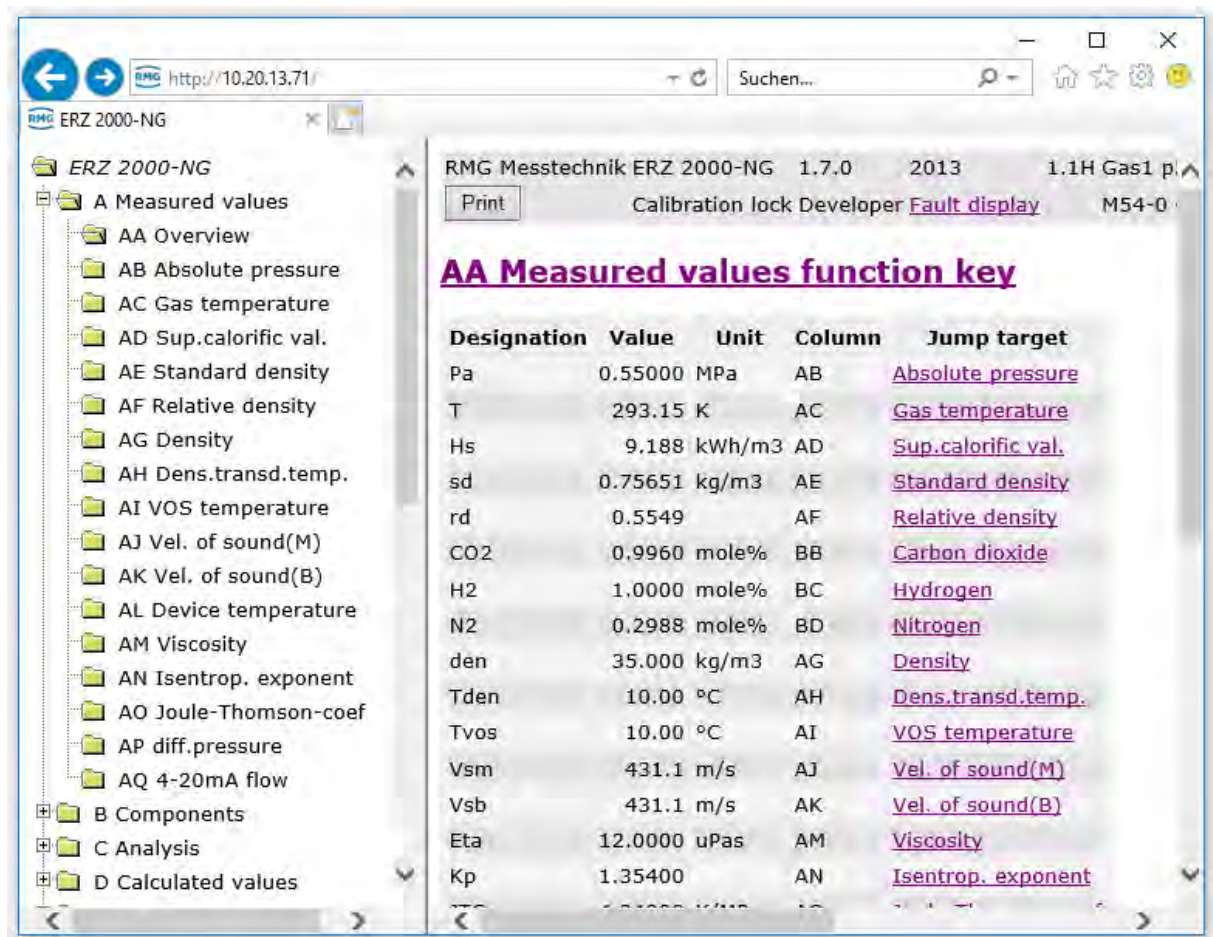 RMG http://10.20.13.71/ Suchen...
RMG ERZ 2000-NG
ERZ 2000-NG
A Measured values
AA Overview
AB Absolute pressure
AC Gas temperature
AD Sup.calorific val.
AE Standard density
AF Relative density
AG Density
AH Dens.transd.temp.
AI VOS temperature
AJ Vel. of sound(M)
AK Vel. of sound(B)
AL Device temperature
AM Viscosity
AN Isentrop. exponent
AO Joule-Thomson-coef
AP diff.pressure
AQ 4-20mA flow
B Components
C Analysis
D Calculated values
RMG Messtechnik ERZ 2000-NG 1.7.0 2013 1.1H Gas1
Print Calibration lock Developer Fault display M54-0
AA Measured values function key
Designation Value Unit Column Jump target
Pa 0.55000 MPa AB Absolute pressure
T 293.15 K AC Gas temperature
Hs 9.188 kWh/m3 AD Sup.calorific val.
sd 0.75651 kg/m3 AE Standard density
rd 0.5549 AF Relative density
CO2 0.9960 mole% BB Carbon dioxide
H2 1.0000 mole% BC Hydrogen
N2 0.2988 mole% BD Nitrogen
den 35.000 kg/m3 AG Density
Tden 10.00 °C AH Dens.transd.temp.
Tvos 10.00 °C AI VOS temperature
Vsm 431.1 m/s AJ Vel. of sound(M)
Vsb 431.1 m/s AK Vel. of sound(B)
Eta 12.0000 uPas AM Viscosity
Kp 1.35400 AN Isentrop. exponent